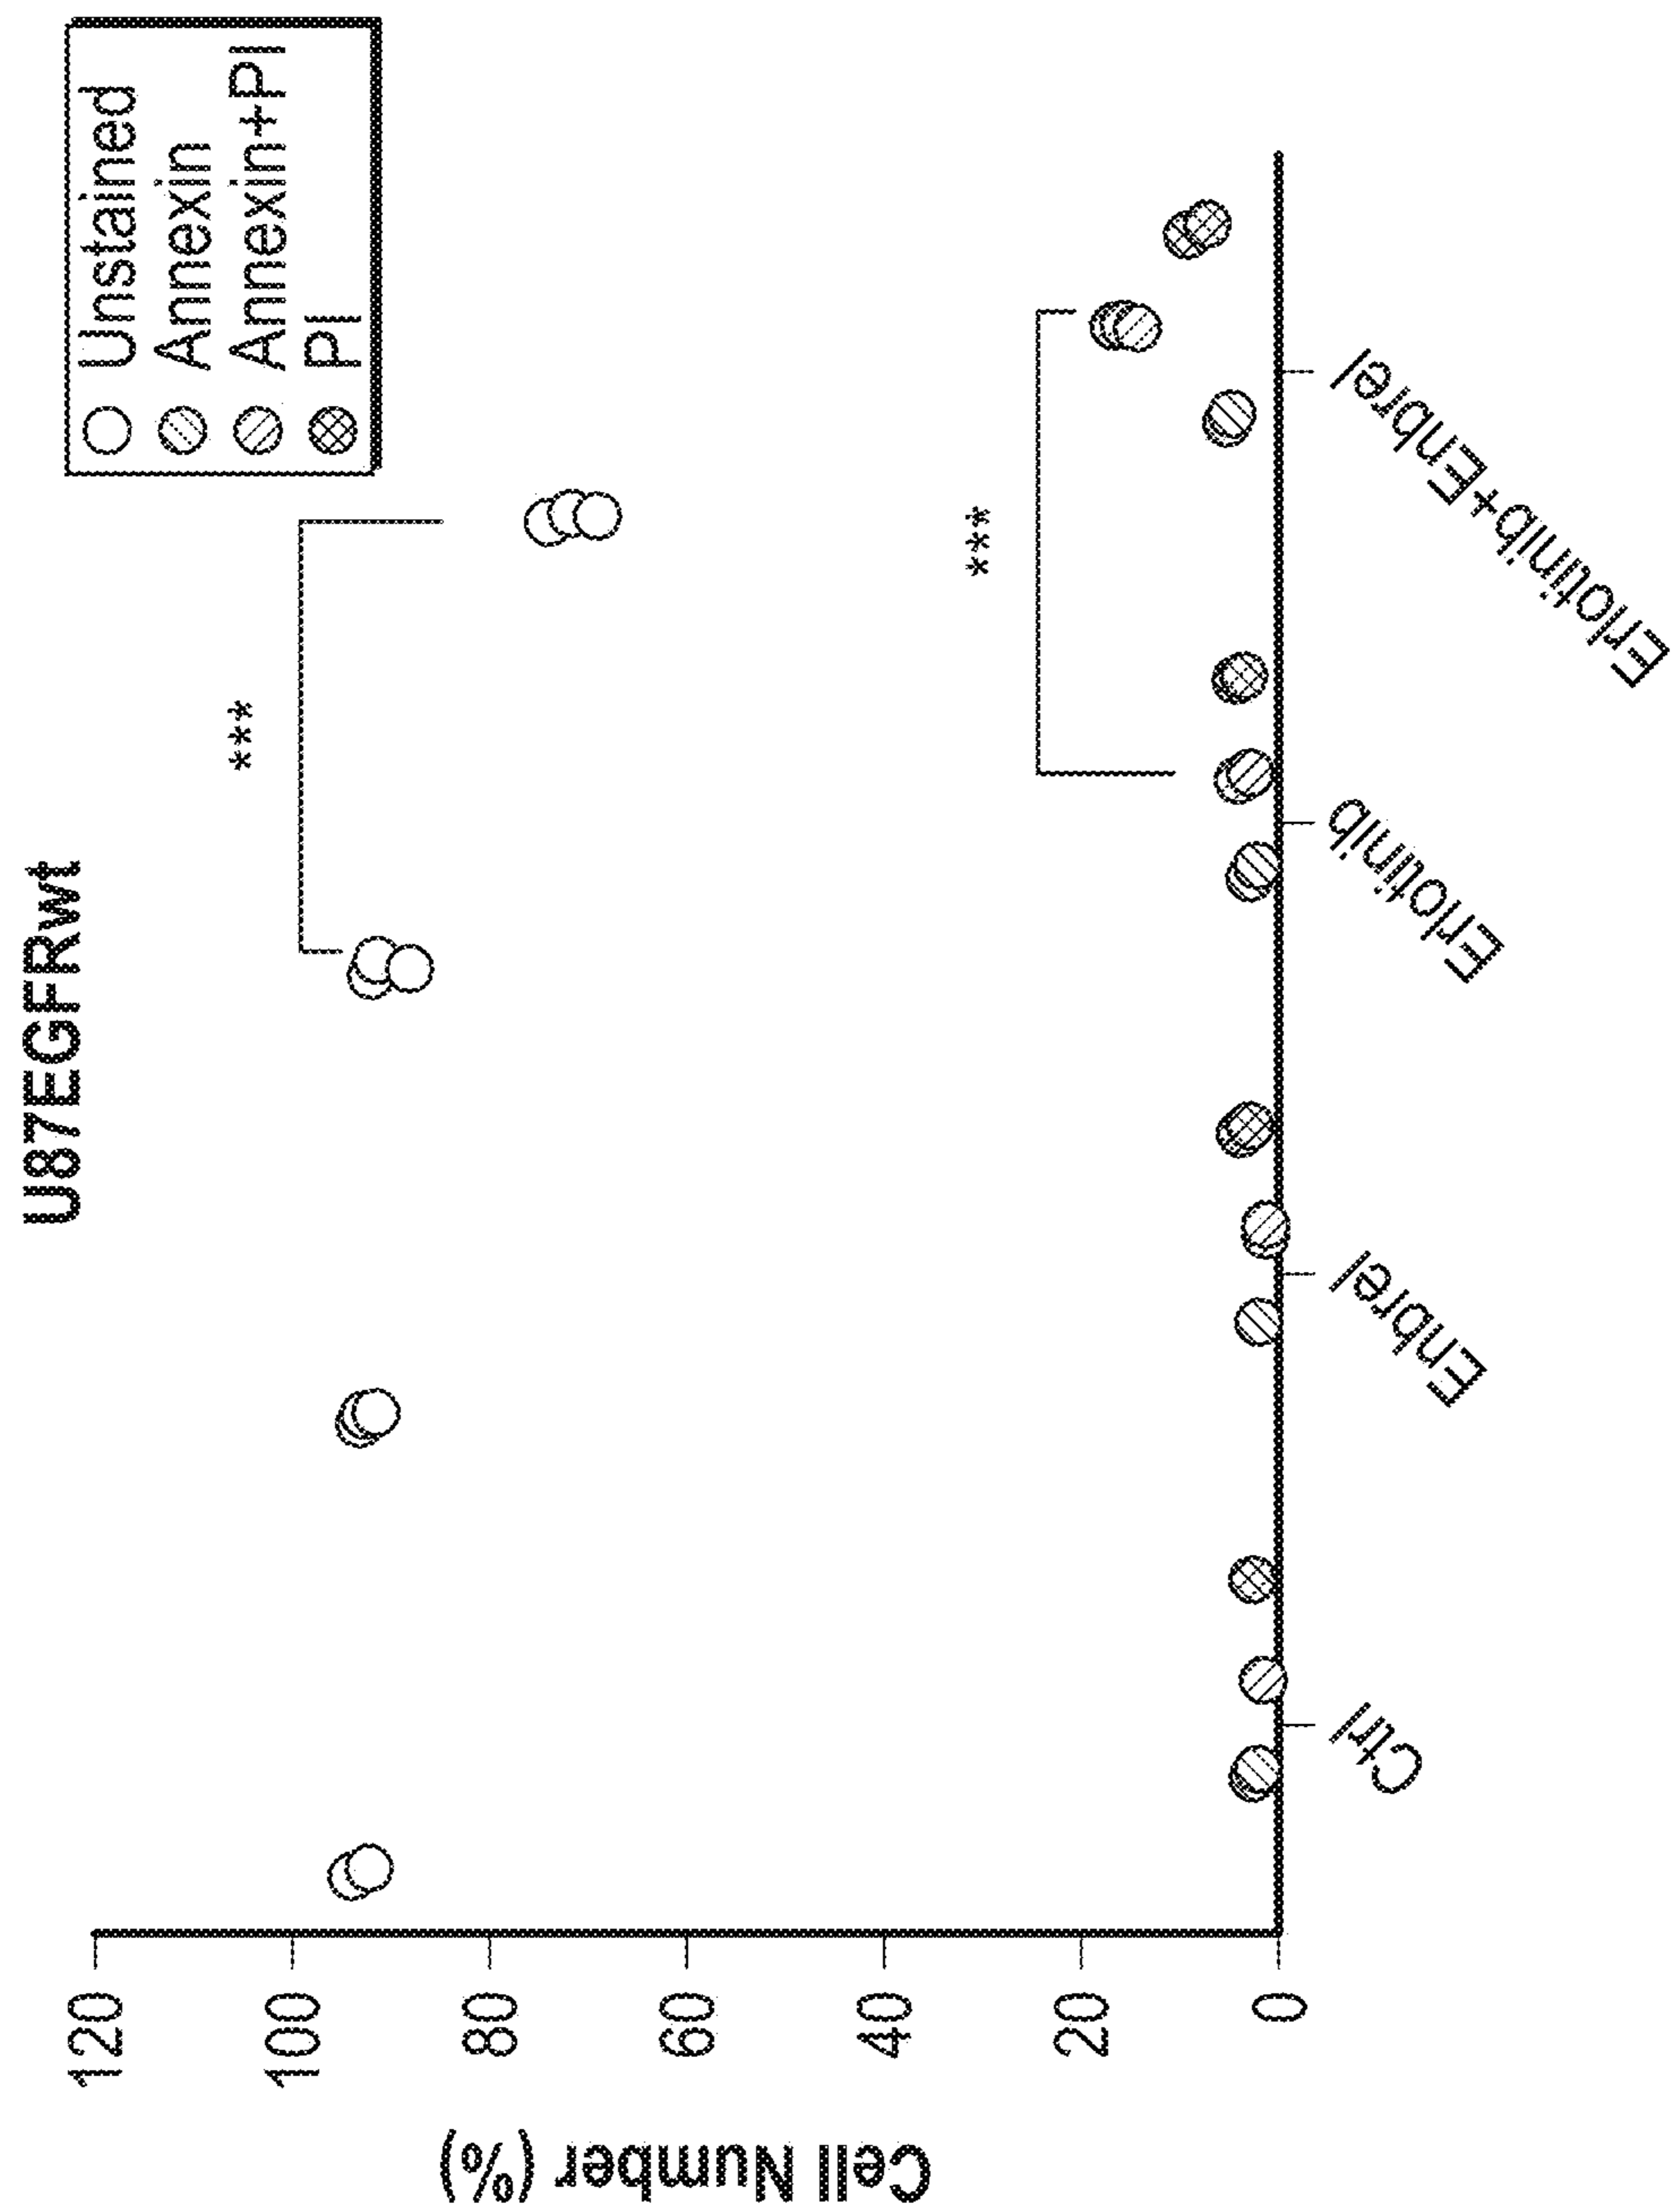 U87EGFRwt
Unstained
Annexin
Annexin+PI
PI
Cell Number (%)
120
100
80
60
40
20
0
***
***
Ctrl
Enbrel
Erlotinib
Erlotinib+Enbrel